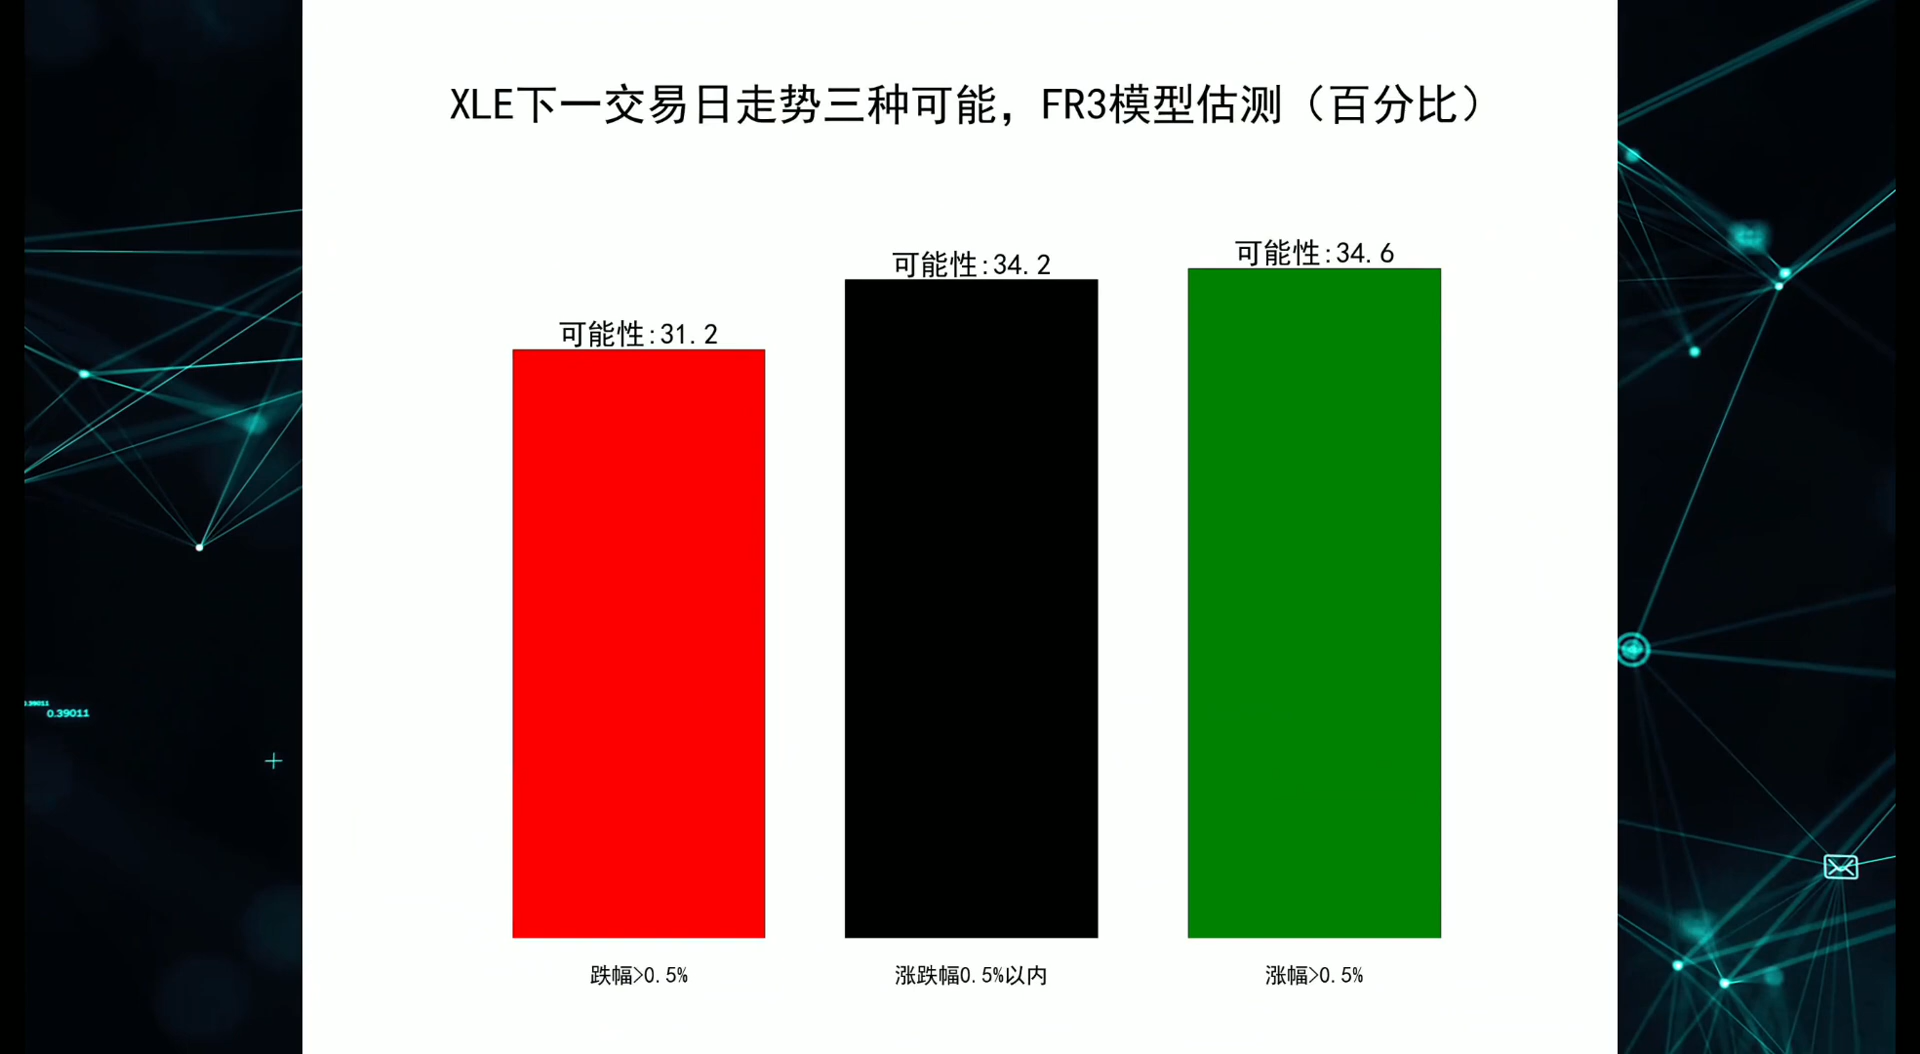 XLE下一交易日走势三种可能，FR3模型估测（百分比）
可能性:31.2
可能性:34.2
可能性:34.6
跌幅>0.5%
涨跌幅0.5%以内
涨幅>0.5%
0.39011
0.39011